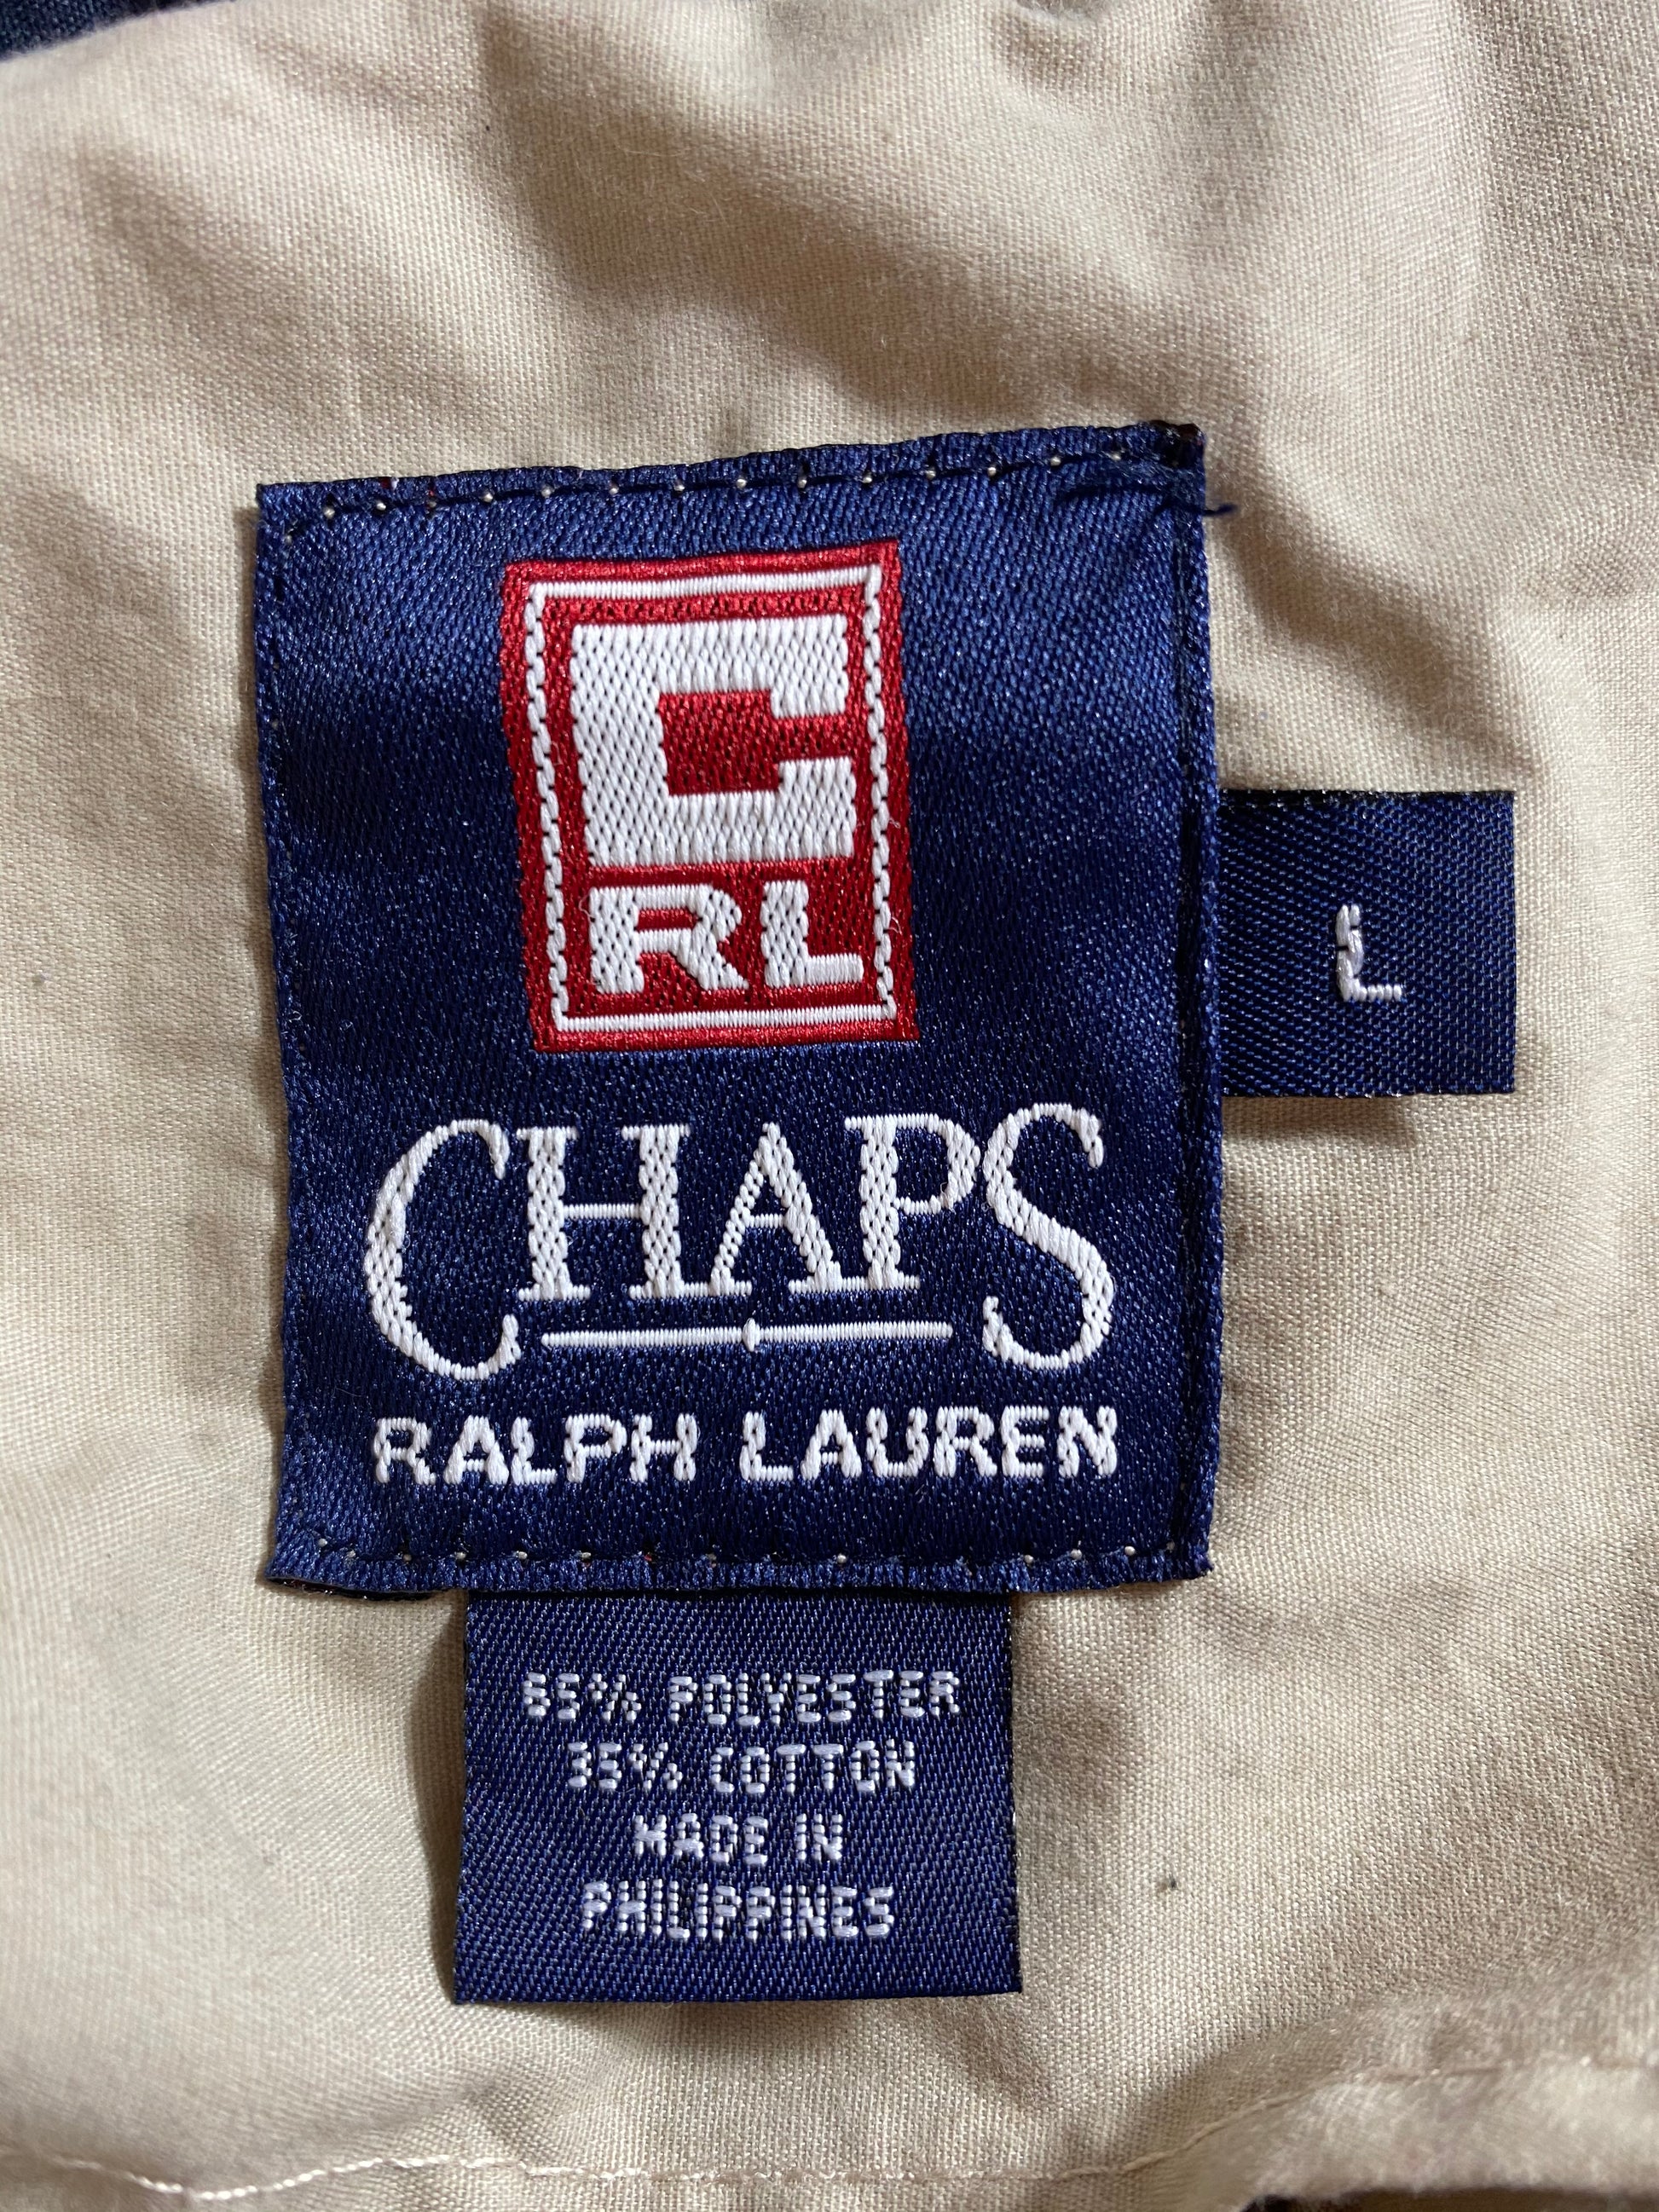 C
RL
CHAPS
RALPH LAUREN
L
65% POLYESTER
35% COTTON
MADE IN
PHILIPPINES